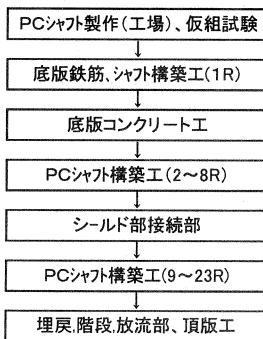 PCシャフト製作(工場)、仮組試験
底版鉄筋､シャフト構築工(1R)
底版コンクリート工
PCシャフト構築工(2～8R)
シールド部接続部
PCシャフト構築工(9～23R)
埋戻,階段,放流部、頂版工